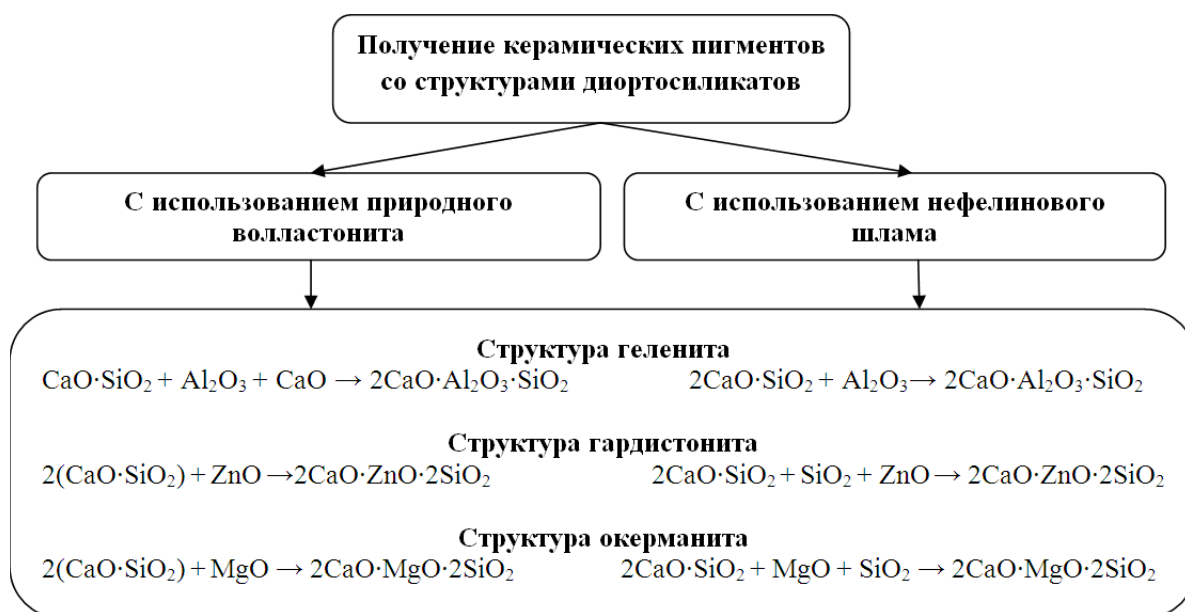 Получение керамических пигментов
со структурами диортосиликатов
С использованием природного
волластонита
С использованием нефелинового
шлама
Структура геленита
CaO·SiO₂ + Al₂O₃ + CaO → 2CaO·Al₂O₃·SiO₂
2CaO·SiO₂ + Al₂O₃→ 2CaO·Al₂O₃·SiO₂
Структура гардистонита
2(CaO·SiO₂) + ZnO →2CaO·ZnO·2SiO₂
2CaO·SiO₂ + SiO₂ + ZnO → 2CaO·ZnO·2SiO₂
Структура окерманита
2(CaO·SiO₂) + MgO → 2CaO·MgO·2SiO₂
2CaO·SiO₂ + MgO + SiO₂ → 2CaO·MgO·2SiO₂